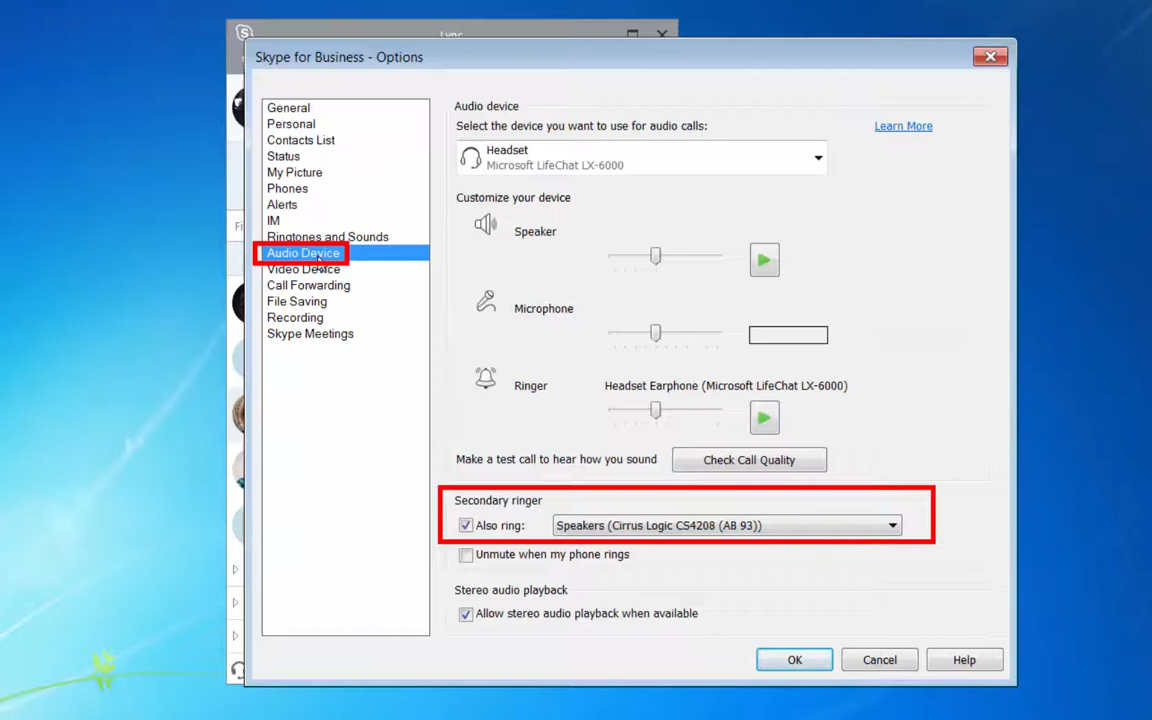 Lync
Skype for Business - Options
General
Personal
Contacts List
Status
My Picture
Phones
Alerts
IM
Ringtones and Sounds
Audio Device
Video Device
Call Forwarding
File Saving
Recording
Skype Meetings
Audio device
Select the device you want to use for audio calls:
Learn More
Headset
Microsoft LifeChat LX-6000
Customize your device
Speaker
Microphone
Ringer
Headset Earphone (Microsoft LifeChat LX-6000)
Make a test call to hear how you sound
Check Call Quality
Secondary ringer
Also ring:
Speakers (Cirrus Logic CS4208 (AB 93))
Unmute when my phone rings
Stereo audio playback
Allow stereo audio playback when available
OK
Cancel
Help